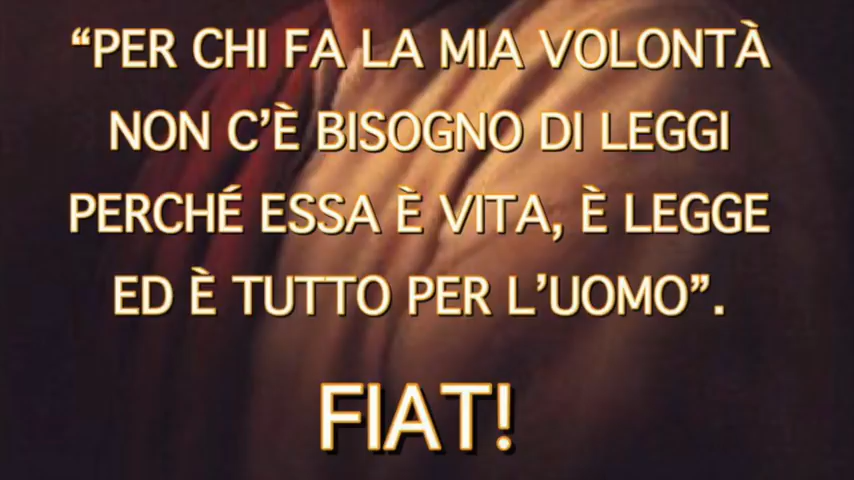 “PER CHI FA LA MIA VOLONTÀ
NON C’È BISOGNO DI LEGGI
PERCHÉ ESSA È VITA, È LEGGE
ED È TUTTO PER L’UOMO”.
FIAT!